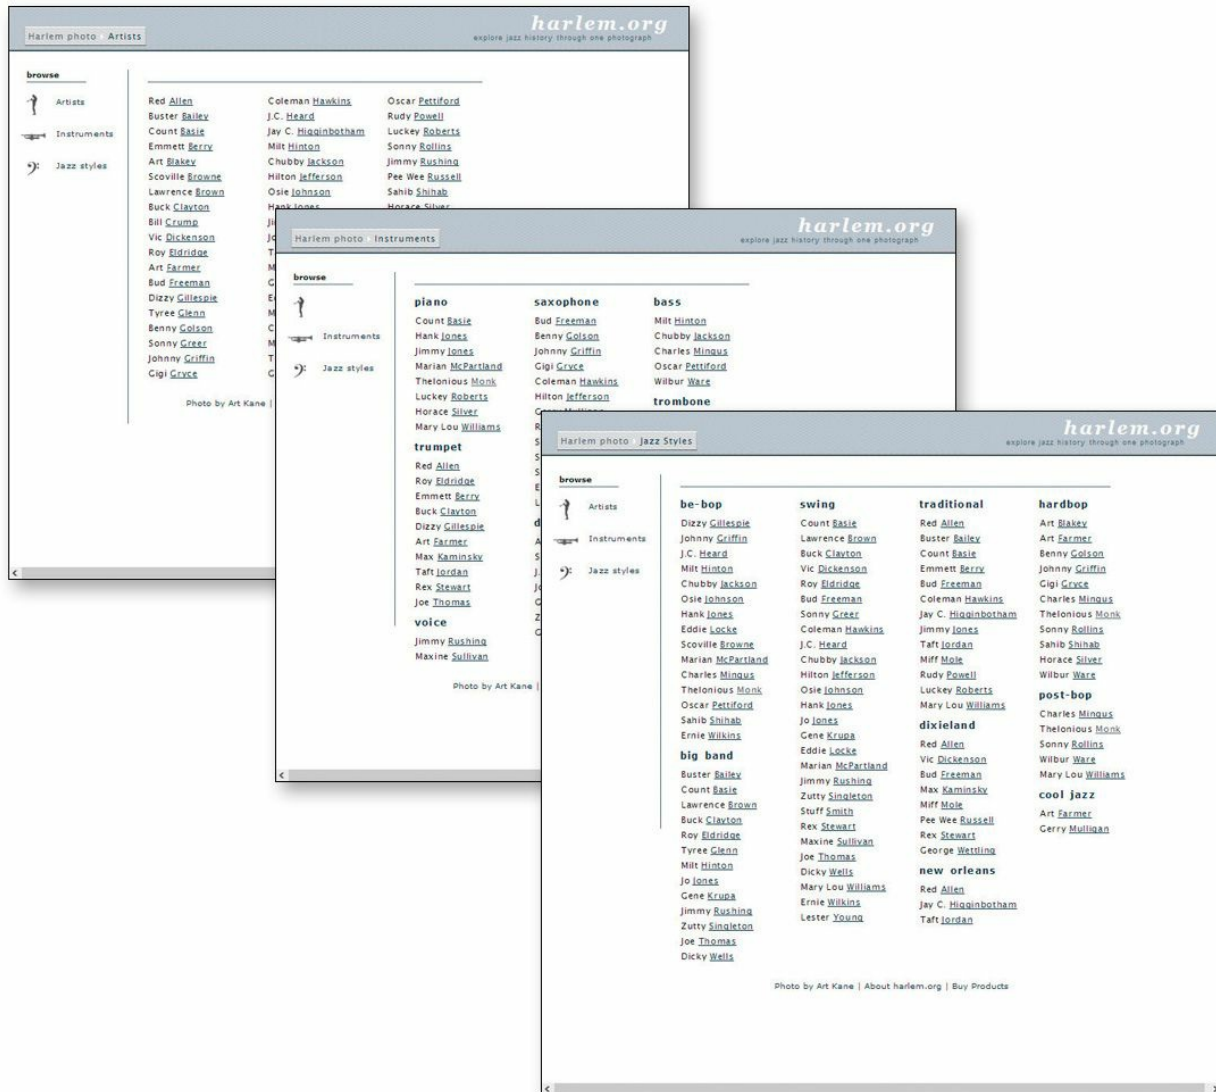 harlem.org
explore jazz history through one photograph
Harlem photo › Artists
browse
Artists
Instruments
Jazz styles
Red Allen
Buster Bailey
Count Basie
Emmett Berry
Art Blakey
Scoville Browne
Lawrence Brown
Buck Clayton
Bill Crump
Vic Dickenson
Roy Eldridge
Art Farmer
Bud Freeman
Dizzy Gillespie
Tyree Glenn
Benny Golson
Sonny Greer
Johnny Griffin
Gigi Gryce
Coleman Hawkins
J.C. Heard
Jay C. Higginbotham
Milt Hinton
Chubby Jackson
Hilton Jefferson
Osie Johnson
Hank Jones
Oscar Pettiford
Rudy Powell
Luckey Roberts
Sonny Rollins
Jimmy Rushing
Pee Wee Russell
Sahib Shihab
Horace Silver
Photo by Art Kane |
harlem.org
explore jazz history through one photograph
Harlem photo › Instruments
browse
Instruments
Jazz styles
piano
Count Basie
Hank Jones
Jimmy Jones
Marian McPartland
Thelonious Monk
Luckey Roberts
Horace Silver
Mary Lou Williams
trumpet
Red Allen
Roy Eldridge
Emmett Berry
Buck Clayton
Dizzy Gillespie
Art Farmer
Max Kaminsky
Taft Jordan
Rex Stewart
Joe Thomas
voice
Jimmy Rushing
Maxine Sullivan
saxophone
Bud Freeman
Benny Golson
Johnny Griffin
Gigi Gryce
Coleman Hawkins
Hilton Jefferson
bass
Milt Hinton
Chubby Jackson
Charles Mingus
Oscar Pettiford
Wilbur Ware
trombone
Photo by Art Kane |
harlem.org
explore jazz history through one photograph
Harlem photo › Jazz Styles
browse
Artists
Instruments
Jazz styles
be-bop
Dizzy Gillespie
Johnny Griffin
J.C. Heard
Milt Hinton
Chubby Jackson
Osie Johnson
Hank Jones
Eddie Locke
Scoville Browne
Marian McPartland
Charles Mingus
Thelonious Monk
Oscar Pettiford
Sahib Shihab
Ernie Wilkins
big band
Buster Bailey
Count Basie
Lawrence Brown
Buck Clayton
Roy Eldridge
Tyree Glenn
Milt Hinton
Jo Jones
Gene Krupa
Jimmy Rushing
Zutty Singleton
Joe Thomas
Dicky Wells
swing
Count Basie
Lawrence Brown
Buck Clayton
Vic Dickenson
Roy Eldridge
Bud Freeman
Sonny Greer
Coleman Hawkins
J.C. Heard
Chubby Jackson
Hilton Jefferson
Osie Johnson
Hank Jones
Jo Jones
Gene Krupa
Eddie Locke
Marian McPartland
Jimmy Rushing
Zutty Singleton
Stuff Smith
Rex Stewart
Maxine Sullivan
Joe Thomas
Dicky Wells
Mary Lou Williams
Ernie Wilkins
Lester Young
traditional
Red Allen
Buster Bailey
Count Basie
Emmett Berry
Bud Freeman
Coleman Hawkins
Jay C. Higginbotham
Jimmy Jones
Taft Jordan
Miff Mole
Rudy Powell
Luckey Roberts
Mary Lou Williams
dixieland
Red Allen
Vic Dickenson
Bud Freeman
Max Kaminsky
Miff Mole
Pee Wee Russell
Rex Stewart
George Wettling
new orleans
Red Allen
Jay C. Higginbotham
Taft Jordan
hardbop
Art Blakey
Art Farmer
Benny Golson
Johnny Griffin
Gigi Gryce
Charles Mingus
Thelonious Monk
Sonny Rollins
Sahib Shihab
Horace Silver
Wilbur Ware
post-bop
Charles Mingus
Thelonious Monk
Sonny Rollins
Wilbur Ware
Mary Lou Williams
cool jazz
Art Farmer
Gerry Mulligan
Photo by Art Kane | About harlem.org | Buy Products